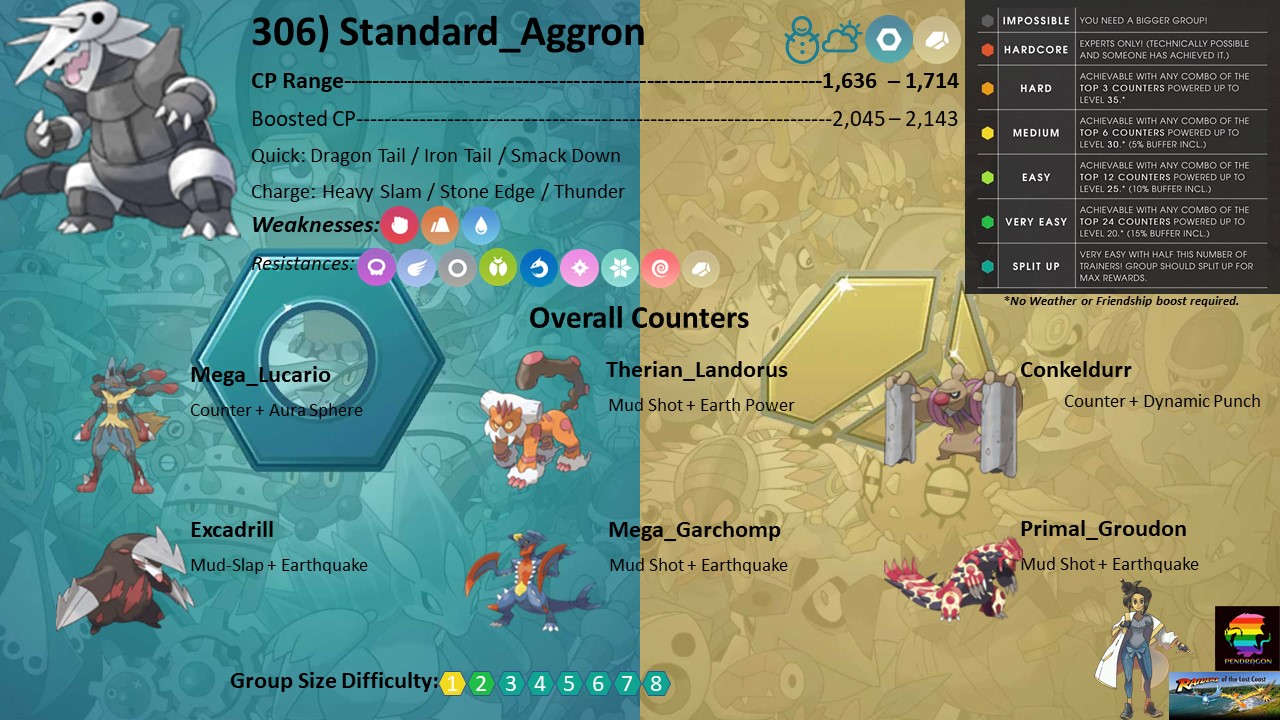 306) Standard_Aggron
CP Range--------------------------------------------------------------------1,636 – 1,714
Boosted CP--------------------------------------------------------------------2,045 – 2,143
Quick: Dragon Tail / Iron Tail / Smack Down
Charge: Heavy Slam / Stone Edge / Thunder
Weaknesses:
Resistances:
IMPOSSIBLE YOU NEED A BIGGER GROUP!
HARDCORE EXPERTS ONLY! (TECHNICALLY POSSIBLE
AND SOMEONE HAS ACHIEVED IT.)
HARD ACHIEVABLE WITH ANY COMBO OF THE
TOP 3 COUNTERS POWERED UP TO
LEVEL 35.*
MEDIUM ACHIEVABLE WITH ANY COMBO OF THE
TOP 6 COUNTERS POWERED UP TO
LEVEL 30.* (5% BUFFER INCL.)
EASY ACHIEVABLE WITH ANY COMBO OF THE
TOP 12 COUNTERS POWERED UP TO
LEVEL 25.* (10% BUFFER INCL.)
VERY EASY ACHIEVABLE WITH ANY COMBO OF THE
TOP 24 COUNTERS POWERED UP TO
LEVEL 20.* (15% BUFFER INCL.)
SPLIT UP VERY EASY WITH HALF THIS NUMBER OF
TRAINERS! GROUP SHOULD SPLIT UP FOR
MAX REWARDS.
*No Weather or Friendship boost required.
Overall Counters
Mega_Lucario
Counter + Aura Sphere
Therian_Landorus
Mud Shot + Earth Power
Conkeldurr
Counter + Dynamic Punch
Excadrill
Mud-Slap + Earthquake
Mega_Garchomp
Mud Shot + Earthquake
Primal_Groudon
Mud Shot + Earthquake
Group Size Difficulty: 1 2 3 4 5 6 7 8
PENDRAGON
RAIDERS of the Lost Coast